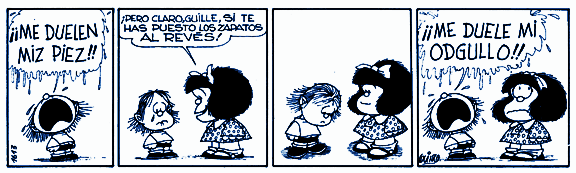 ¡¡ME DUELEN
MIZ PIEZ!!
¡PERO CLARO, GUILLE, SI TE
HAS PUESTO LOS ZAPATOS
AL REVÉS!
¡¡ME DUELE MI
ODGULLO!!